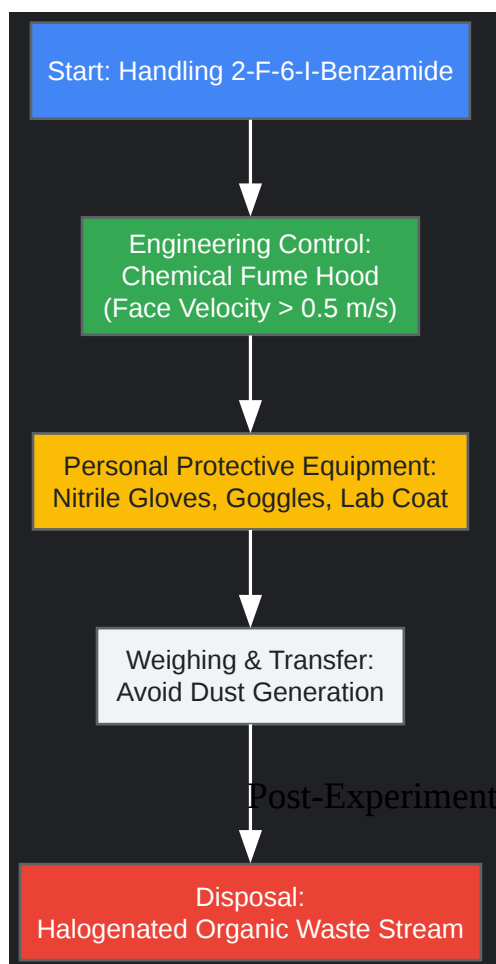 Start: Handling 2-F-6-I-Benzamide
Engineering Control:
Chemical Fume Hood
(Face Velocity > 0.5 m/s)
Personal Protective Equipment:
Nitrile Gloves, Goggles, Lab Coat
Weighing & Transfer:
Avoid Dust Generation
Post-Experiment
Disposal:
Halogenated Organic Waste Stream